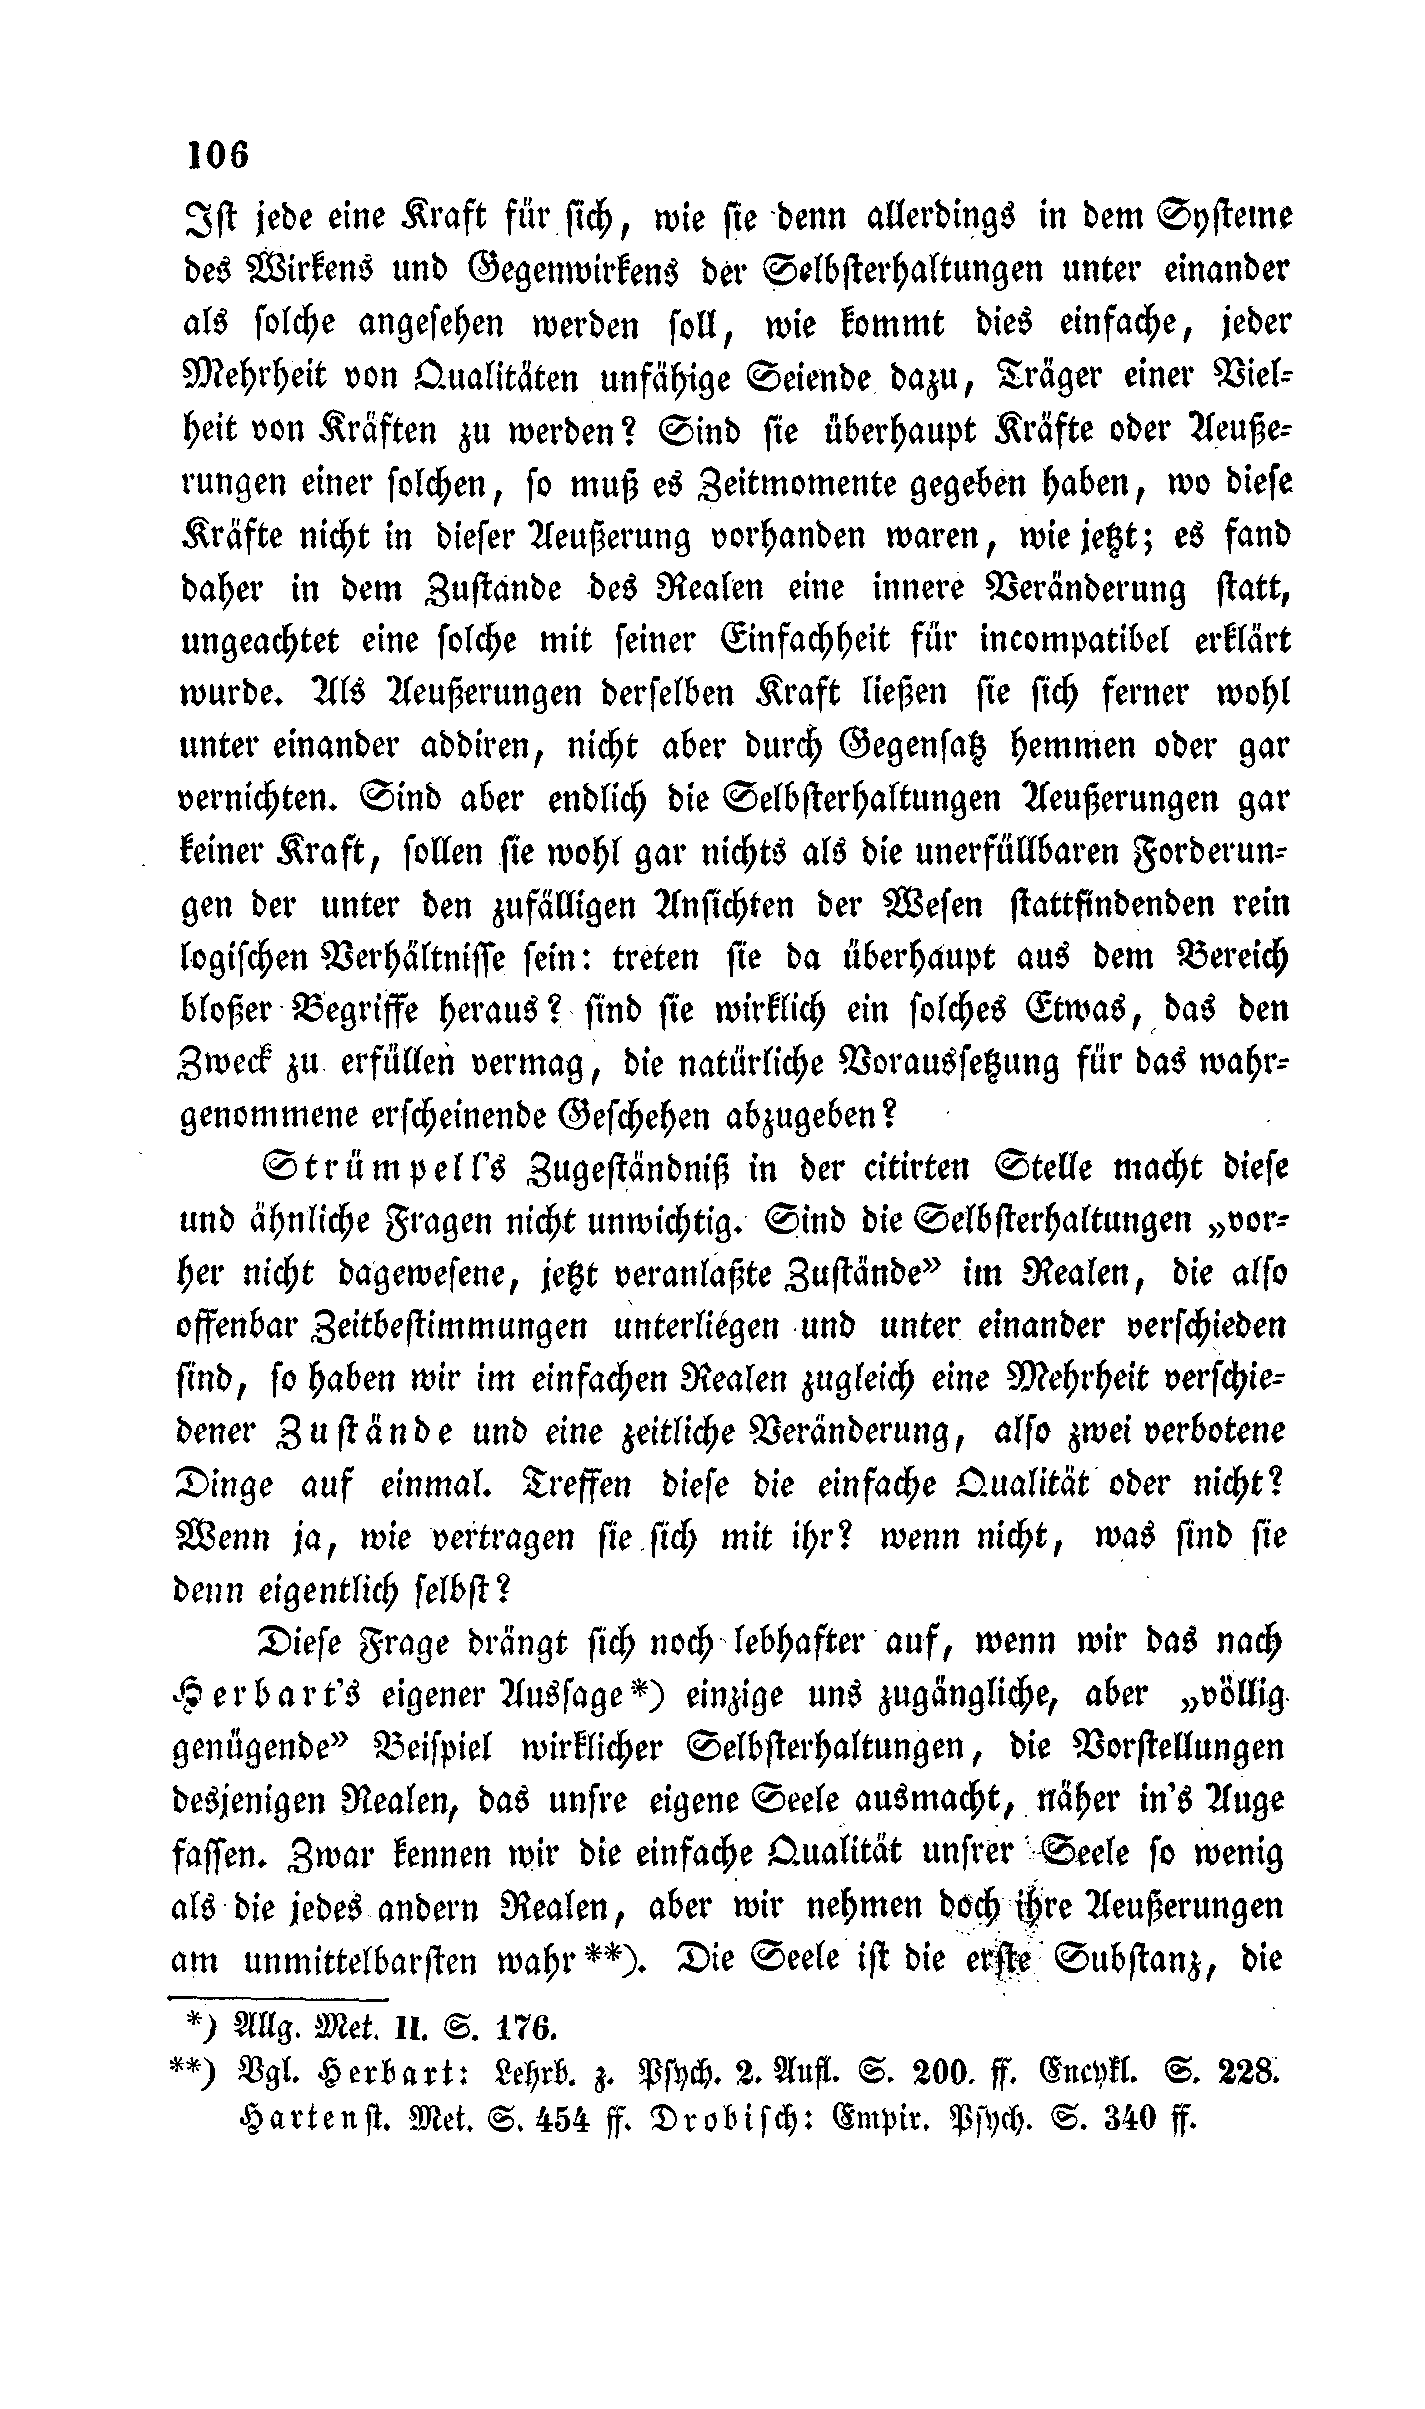 106
Ist jede eine Kraft für sich, wie sie denn allerdings in dem Systeme
des Wirkens und Gegenwirkens der Selbsterhaltungen unter einander
als solche angesehen werden soll, wie kommt dies einfache, jeder
Mehrheit von Qualitäten unfähige Seiende dazu, Träger einer Viel-
heit von Kräften zu werden? Sind sie überhaupt Kräfte oder Aeuße-
rungen einer solchen, so muß es Zeitmomente gegeben haben, wo diese
Kräfte nicht in dieser Aeußerung vorhanden waren, wie jetzt; es fand
daher in dem Zustande des Realen eine innere Veränderung statt,
ungeachtet eine solche mit seiner Einfachheit für incompatibel erklärt
wurde. Als Aeußerungen derselben Kraft ließen sie sich ferner wohl
unter einander addiren, nicht aber durch Gegensatz hemmen oder gar
vernichten. Sind aber endlich die Selbsterhaltungen Aeußerungen gar
keiner Kraft, sollen sie wohl gar nichts als die unerfüllbaren Forderun-
gen der unter den zufälligen Ansichten der Wesen stattfindenden rein
logischen Verhältnisse sein: treten sie da überhaupt aus dem Bereich
bloßer Begriffe heraus? sind sie wirklich ein solches Etwas, das den
Zweck zu erfüllen vermag, die natürliche Voraussetzung für das wahr-
genommene erscheinende Geschehen abzugeben?
Strümpell's Zugeständniß in der citirten Stelle macht diese
und ähnliche Fragen nicht unwichtig. Sind die Selbsterhaltungen „vor-
her nicht dagewesene, jetzt veranlaßte Zustände” im Realen, die also
offenbar Zeitbestimmungen unterliegen und unter einander verschieden
sind, so haben wir im einfachen Realen zugleich eine Mehrheit verschie-
dener Zustände und eine zeitliche Veränderung, also zwei verbotene
Dinge auf einmal. Treffen diese die einfache Qualität oder nicht?
Wenn ja, wie vertragen sie sich mit ihr? wenn nicht, was sind sie
denn eigentlich selbst?
Diese Frage drängt sich noch lebhafter auf, wenn wir das nach
Herbart's eigener Aussage*) einzige uns zugängliche, aber „völlig
genügende” Beispiel wirklicher Selbsterhaltungen, die Vorstellungen
desjenigen Realen, das unsre eigene Seele ausmacht, näher in's Auge
fassen. Zwar kennen wir die einfache Qualität unsrer Seele so wenig
als die jedes andern Realen, aber wir nehmen doch ihre Aeußerungen
am unmittelbarsten wahr**). Die Seele ist die erste Substanz, die
*) Allg. Met. II. S. 176.
**) Vgl. Herbart: Lehrb. z. Psych. 2. Aufl. S. 200. ff. Encykl. S. 228.
Hartenst. Met. S. 454 ff. Drobisch: Empir. Psych. S. 340 ff.